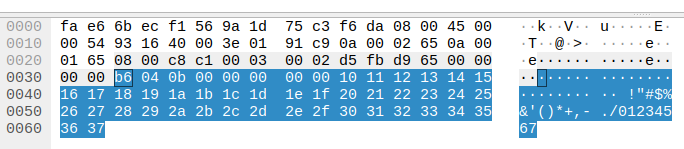 0000 fa e6 6b ec f1 56 9a 1d 75 c3 f6 da 08 00 45 00 ··k··V·· u·····E·
0010 00 54 93 16 40 00 3e 01 91 c9 0a 00 02 65 0a 00 ·T··@·>· ·····e··
0020 01 65 08 00 c8 c1 00 03 00 02 d5 fb d9 65 00 00 ·e······ ·····e··
0030 00 00 b6 04 0b 00 00 00 00 00 10 11 12 13 14 15 ········ ········
0040 16 17 18 19 1a 1b 1c 1d 1e 1f 20 21 22 23 24 25 ········ ·· !"#$%
0050 26 27 28 29 2a 2b 2c 2d 2e 2f 30 31 32 33 34 35 &'()*+,- ./012345
0060 36 37 67